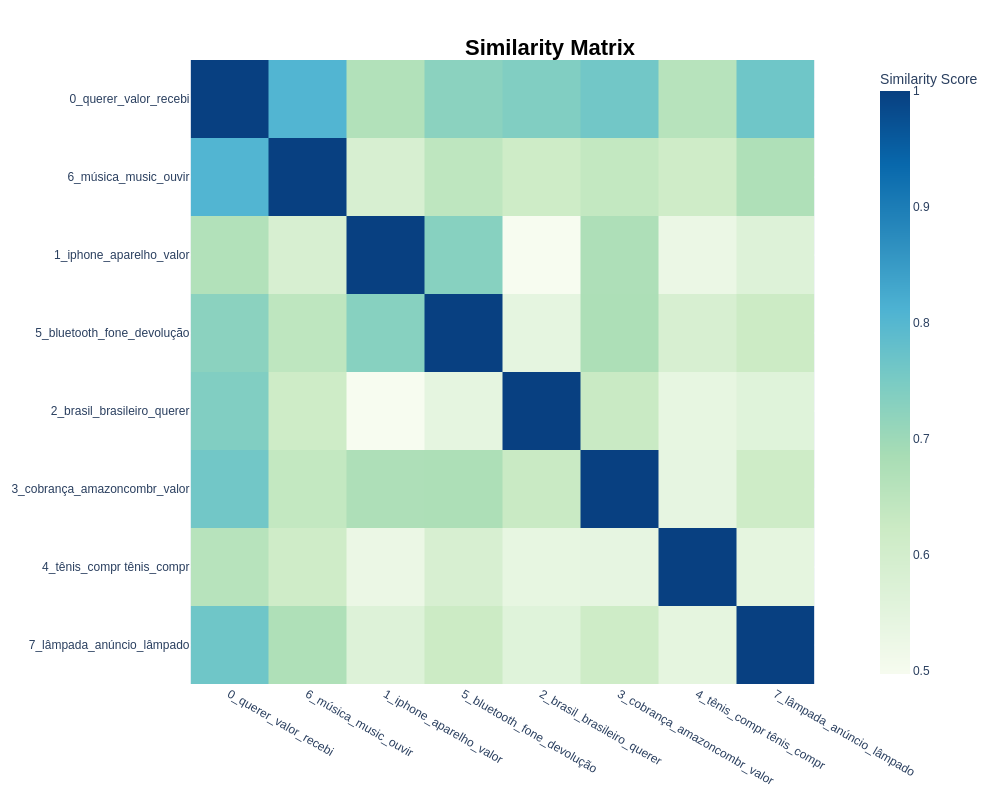 Similarity Matrix
Similarity Score
0_querer_valor_recebi
6_música_music_ouvir
1_iphone_aparelho_valor
5_bluetooth_fone_devolução
2_brasil_brasileiro_querer
3_cobrança_amazoncombr_valor
4_tênis_compr tênis_compr
7_lâmpada_anúncio_lâmpado
1
0.9
0.8
0.7
0.6
0.5
0_querer_valor_recebi
6_música_music_ouvir
1_iphone_aparelho_valor
5_bluetooth_fone_devolução
2_brasil_brasileiro_querer
3_cobrança_amazoncombr_valor
4_tênis_compr tênis_compr
7_lâmpada_anúncio_lâmpado